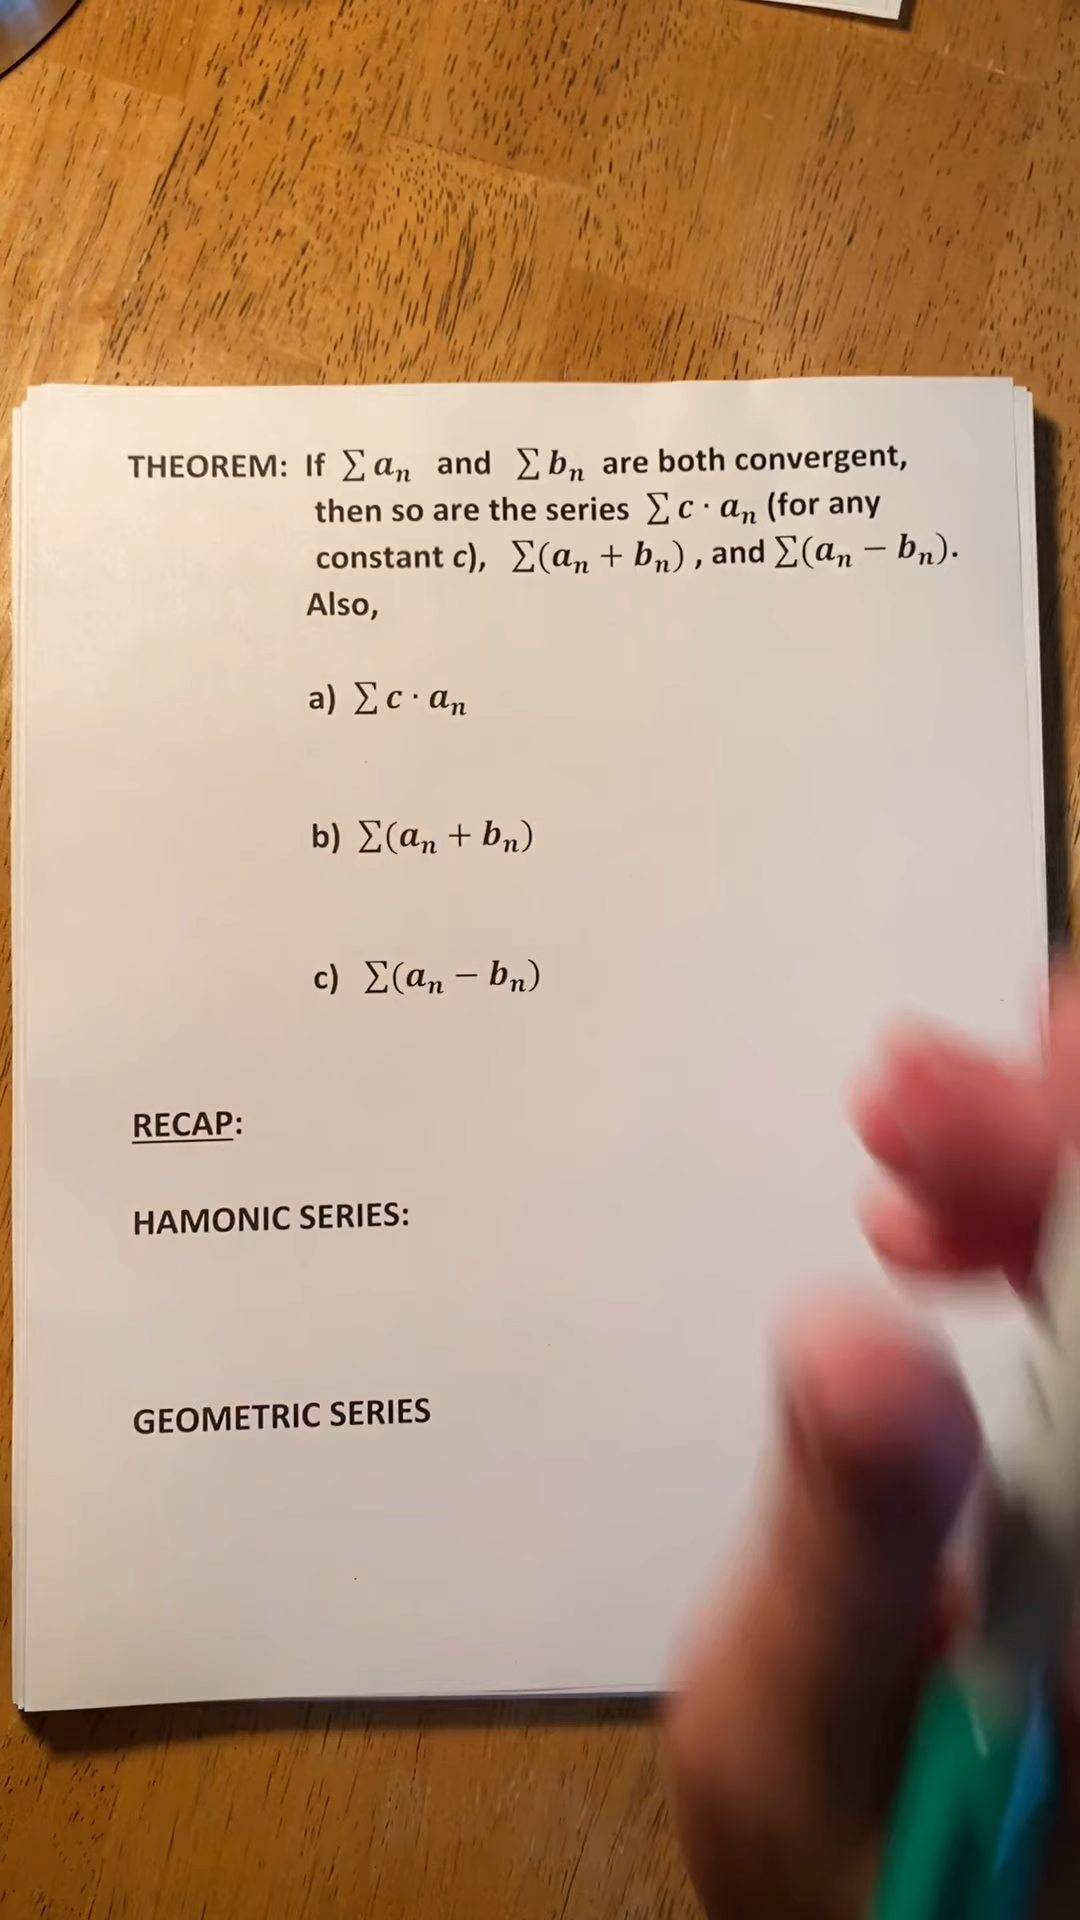 THEOREM: If ∑ aₙ and ∑ bₙ are both convergent,
then so are the series ∑ c · aₙ (for any
constant c), ∑(aₙ + bₙ) , and ∑(aₙ − bₙ).
Also,
a) ∑ c · aₙ
b) ∑(aₙ + bₙ)
c) ∑(aₙ − bₙ)
RECAP:
HAMONIC SERIES:
GEOMETRIC SERIES